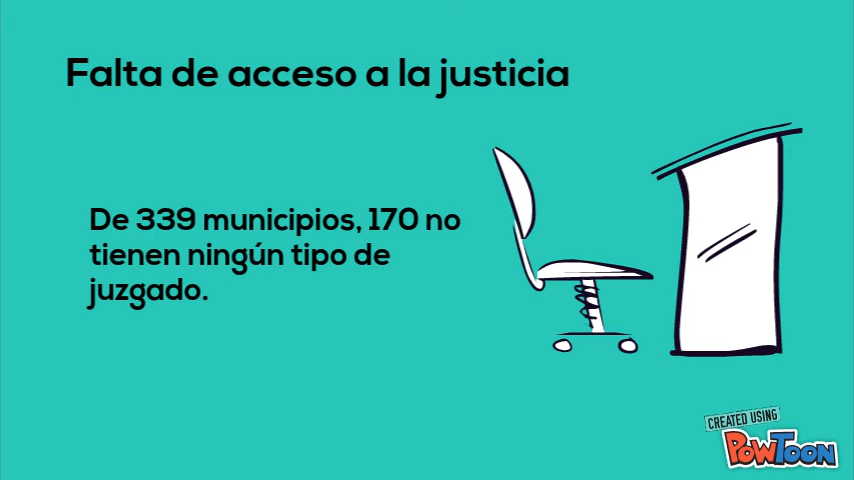 Falta de acceso a la justicia
De 339 municipios, 170 no
tienen ningún tipo de
juzgado.
CREATED USING
POWTOON